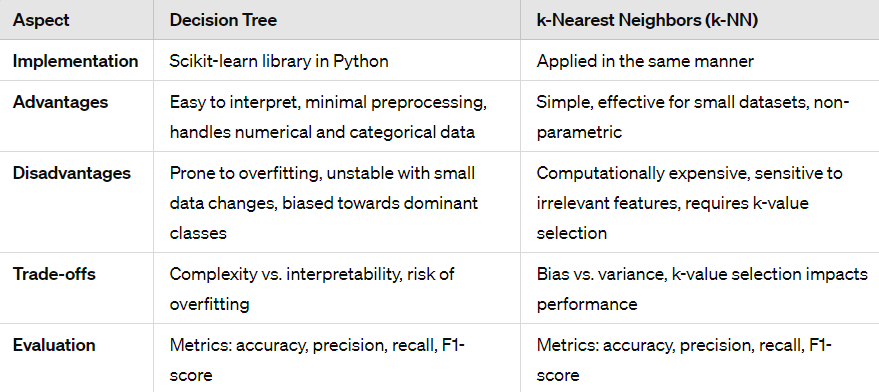 Aspect Decision Tree k-Nearest Neighbors (k-NN)
Implementation Scikit-learn library in Python Applied in the same manner
Advantages Easy to interpret, minimal preprocessing, Simple, effective for small datasets, non-
handles numerical and categorical data parametric
Disadvantages Prone to overfitting, unstable with small Computationally expensive, sensitive to
data changes, biased towards dominant irrelevant features, requires k-value
classes selection
Trade-offs Complexity vs. interpretability, risk of Bias vs. variance, k-value selection impacts
overfitting performance
Evaluation Metrics: accuracy, precision, recall, F1- Metrics: accuracy, precision, recall, F1-
score score